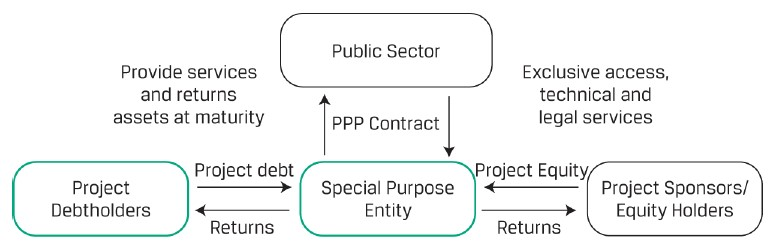 Public Sector
Provide services
and returns
assets at maturity
Exclusive access,
technical and
legal services
PPP Contract
Project
Debtholders
Project debt
Returns
Special Purpose
Entity
Project Equity
Returns
Project Sponsors/
Equity Holders